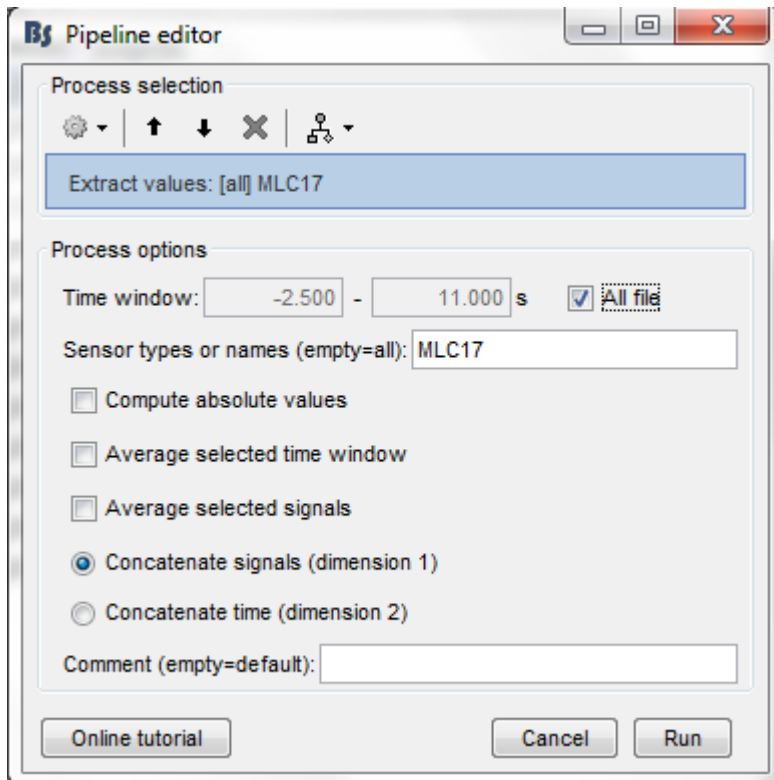 Bs Pipeline editor
Process selection
Extract values: [all] MLC17
Process options
Time window: -2.500 - 11.000 s All file
Sensor types or names (empty=all): MLC17
Compute absolute values
Average selected time window
Average selected signals
Concatenate signals (dimension 1)
Concatenate time (dimension 2)
Comment (empty=default):
Online tutorial Cancel Run